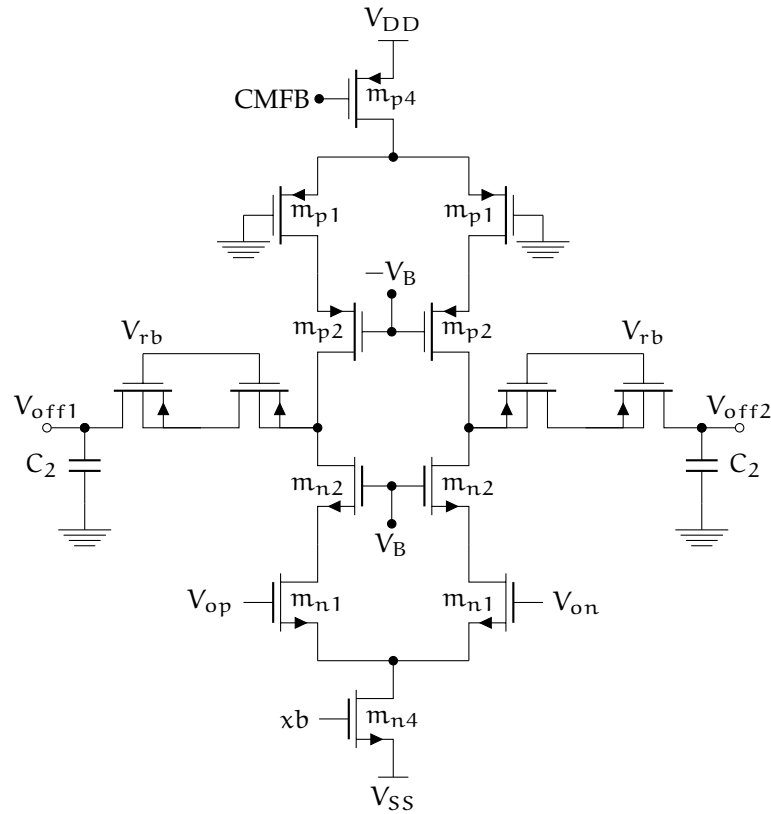 V_DD
CMFB
m_p4
m_p1 m_p1
−V_B
m_p2 m_p2
V_rb V_rb
V_off1 V_off2
C_2 C_2
m_n2 m_n2
V_B
V_op m_n1 m_n1 V_on
xb m_n4
V_SS